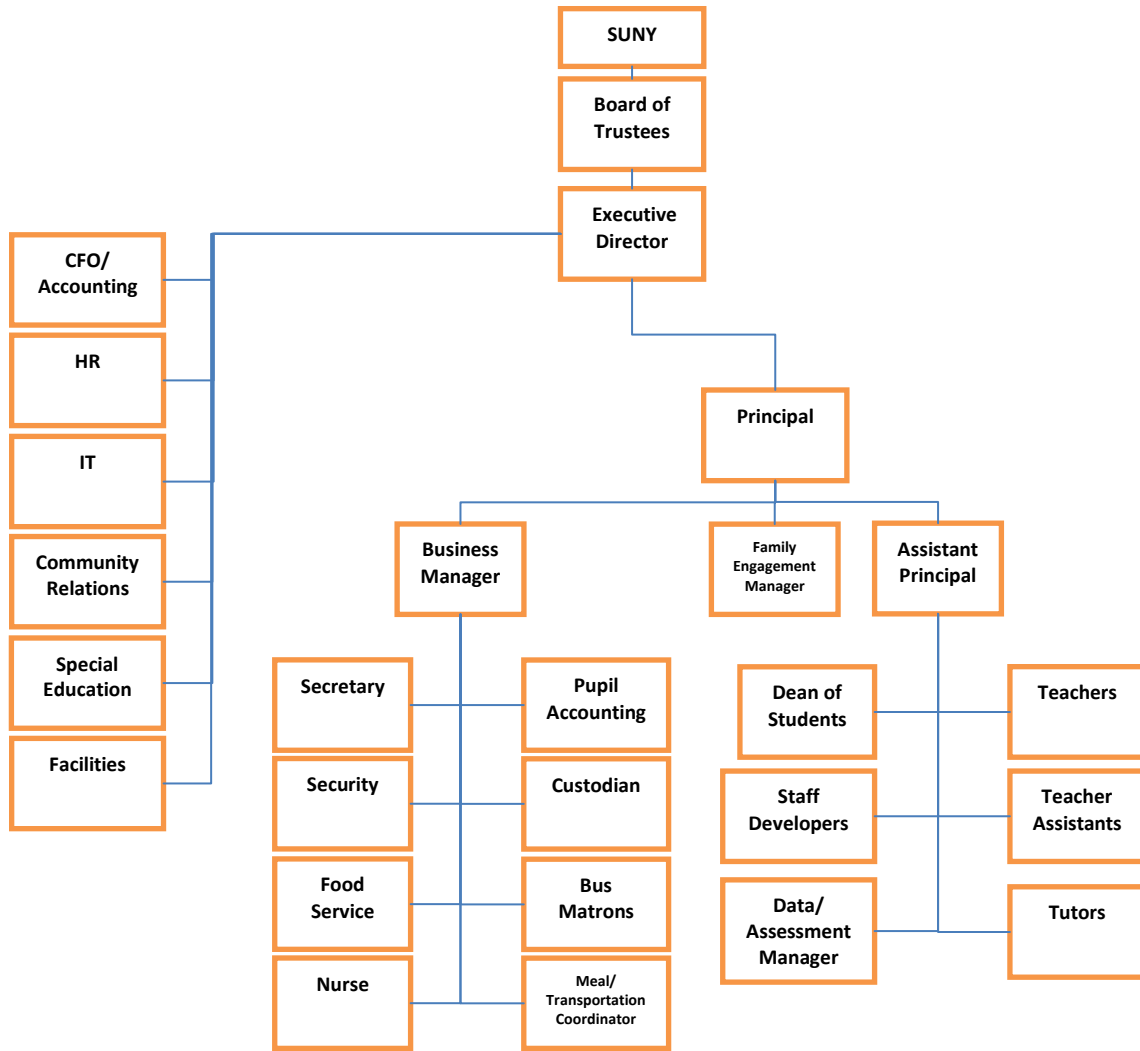 SUNY
Board of
Trustees
Executive
Director
CFO/
Accounting
HR
IT
Community
Relations
Special
Education
Facilities
Principal
Business
Manager
Family
Engagement
Manager
Assistant
Principal
Secretary
Pupil
Accounting
Security
Custodian
Food
Service
Bus
Matrons
Nurse
Meal/
Transportation
Coordinator
Dean of
Students
Teachers
Staff
Developers
Teacher
Assistants
Data/
Assessment
Manager
Tutors